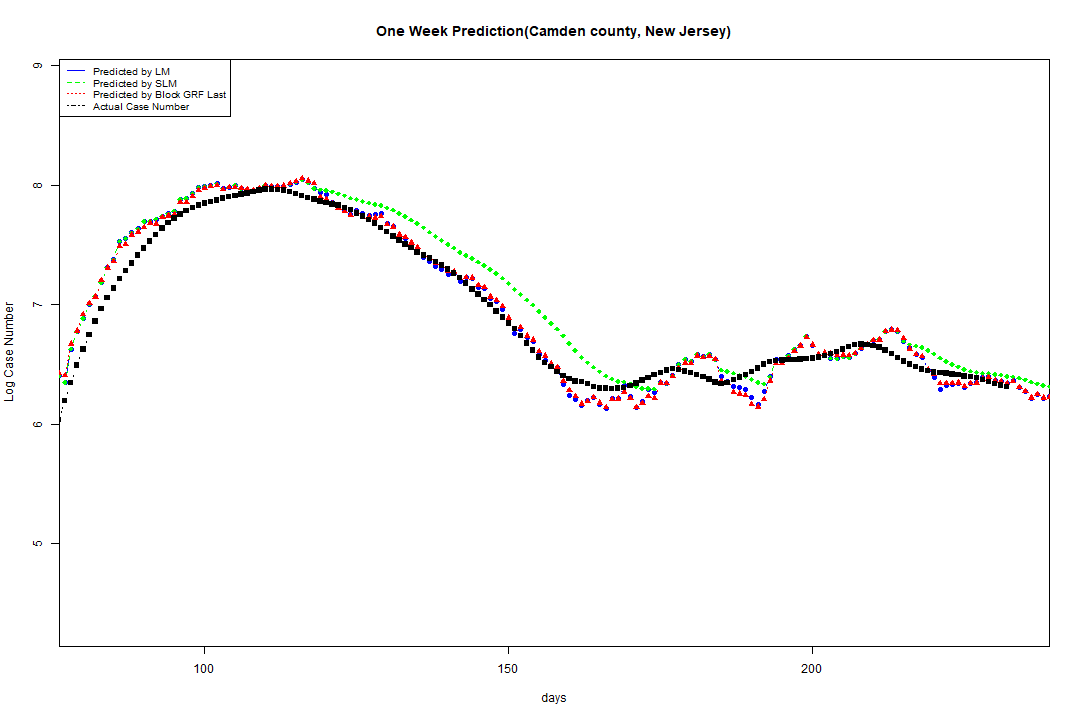 One Week Prediction(Camden county, New Jersey)
9
Predicted by LM
Predicted by SLM
Predicted by Block GRF Last
Actual Case Number
8
7
6
5
Log Case Number
100 150 200
days